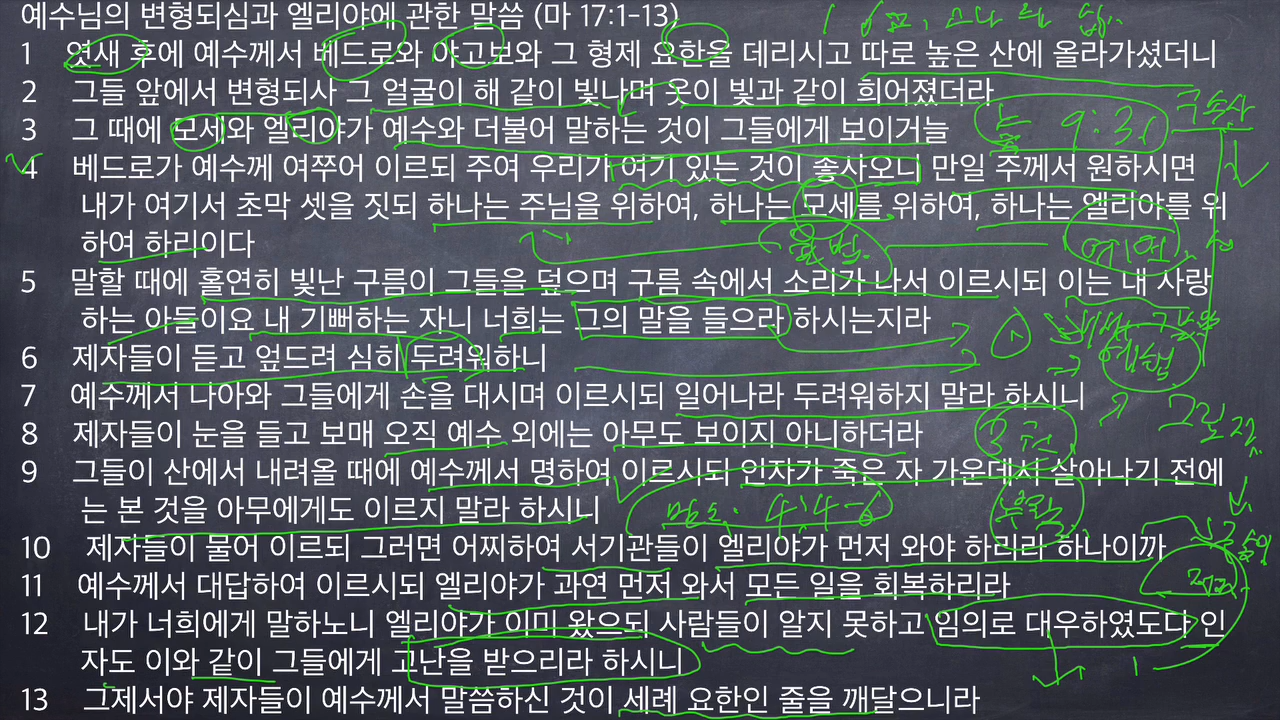 예수님의 변형되심과 엘리야에 관한 말씀 (마 17:1-13)
1 엿새 후에 예수께서 베드로와 야고보와 그 형제 요한을 데리시고 따로 높은 산에 올라가셨더니
2 그들 앞에서 변형되사 그 얼굴이 해 같이 빛나며 옷이 빛과 같이 희어졌더라
3 그 때에 모세와 엘리야가 예수와 더불어 말하는 것이 그들에게 보이거늘
눅 9:31
4 베드로가 예수께 여쭈어 이르되 주여 우리가 여기 있는 것이 좋사오니 만일 주께서 원하시면
내가 여기서 초막 셋을 짓되 하나는 주님을 위하여, 하나는 모세를 위하여, 하나는 엘리야를 위
하여 하리이다
율법
예언
5 말할 때에 홀연히 빛난 구름이 그들을 덮으며 구름 속에서 소리가 나서 이르시되 이는 내 사랑
하는 아들이요 내 기뻐하는 자니 너희는 그의 말을 들으라 하시는지라
6 제자들이 듣고 엎드려 심히 두려워하니
7 예수께서 나아와 그들에게 손을 대시며 이르시되 일어나라 두려워하지 말라 하시니
8 제자들이 눈을 들고 보매 오직 예수 외에는 아무도 보이지 아니하더라
9 그들이 산에서 내려올 때에 예수께서 명하여 이르시되 인자가 죽은 자 가운데서 살아나기 전에
는 본 것을 아무에게도 이르지 말라 하시니
4:4-6
부활
10 제자들이 물어 이르되 그러면 어찌하여 서기관들이 엘리야가 먼저 와야 하리라 하나이까
11 예수께서 대답하여 이르시되 엘리야가 과연 먼저 와서 모든 일을 회복하리라
12 내가 너희에게 말하노니 엘리야가 이미 왔으되 사람들이 알지 못하고 임의로 대우하였도다 인
자도 이와 같이 그들에게 고난을 받으리라 하시니
13 그제서야 제자들이 예수께서 말씀하신 것이 세례 요한인 줄을 깨달으니라